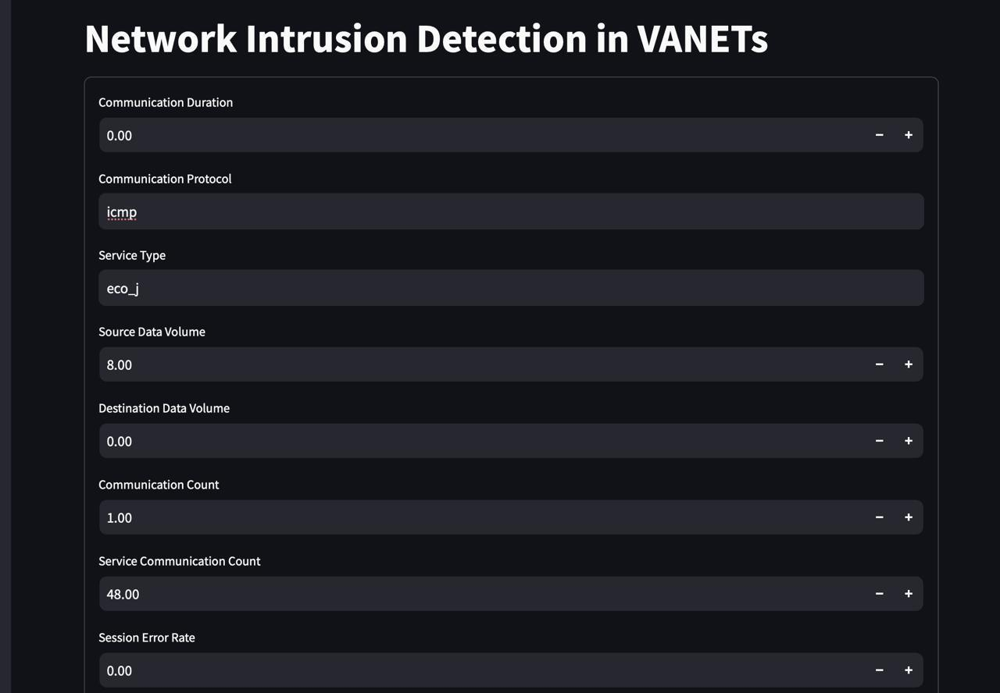 Network Intrusion Detection in VANETs
Communication Duration
0.00
Communication Protocol
icmp
Service Type
eco_j
Source Data Volume
8.00
Destination Data Volume
0.00
Communication Count
1.00
Service Communication Count
48.00
Session Error Rate
0.00